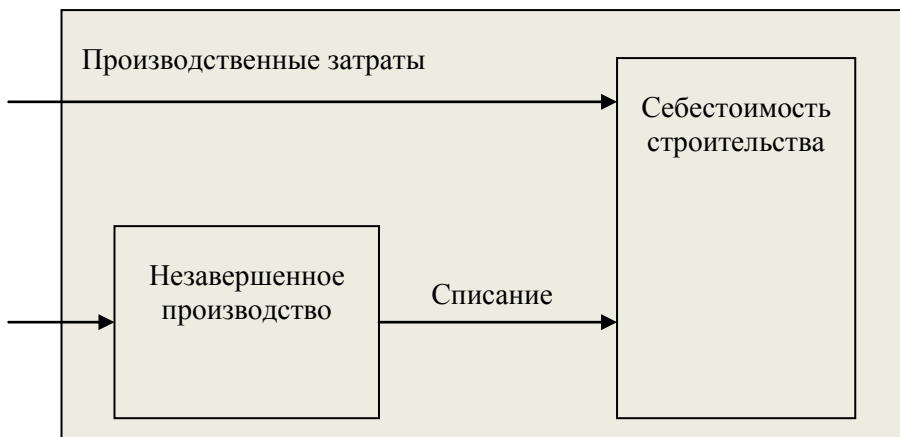 Производственные затраты
Себестоимость
строительства
Незавершенное
производство
Списание